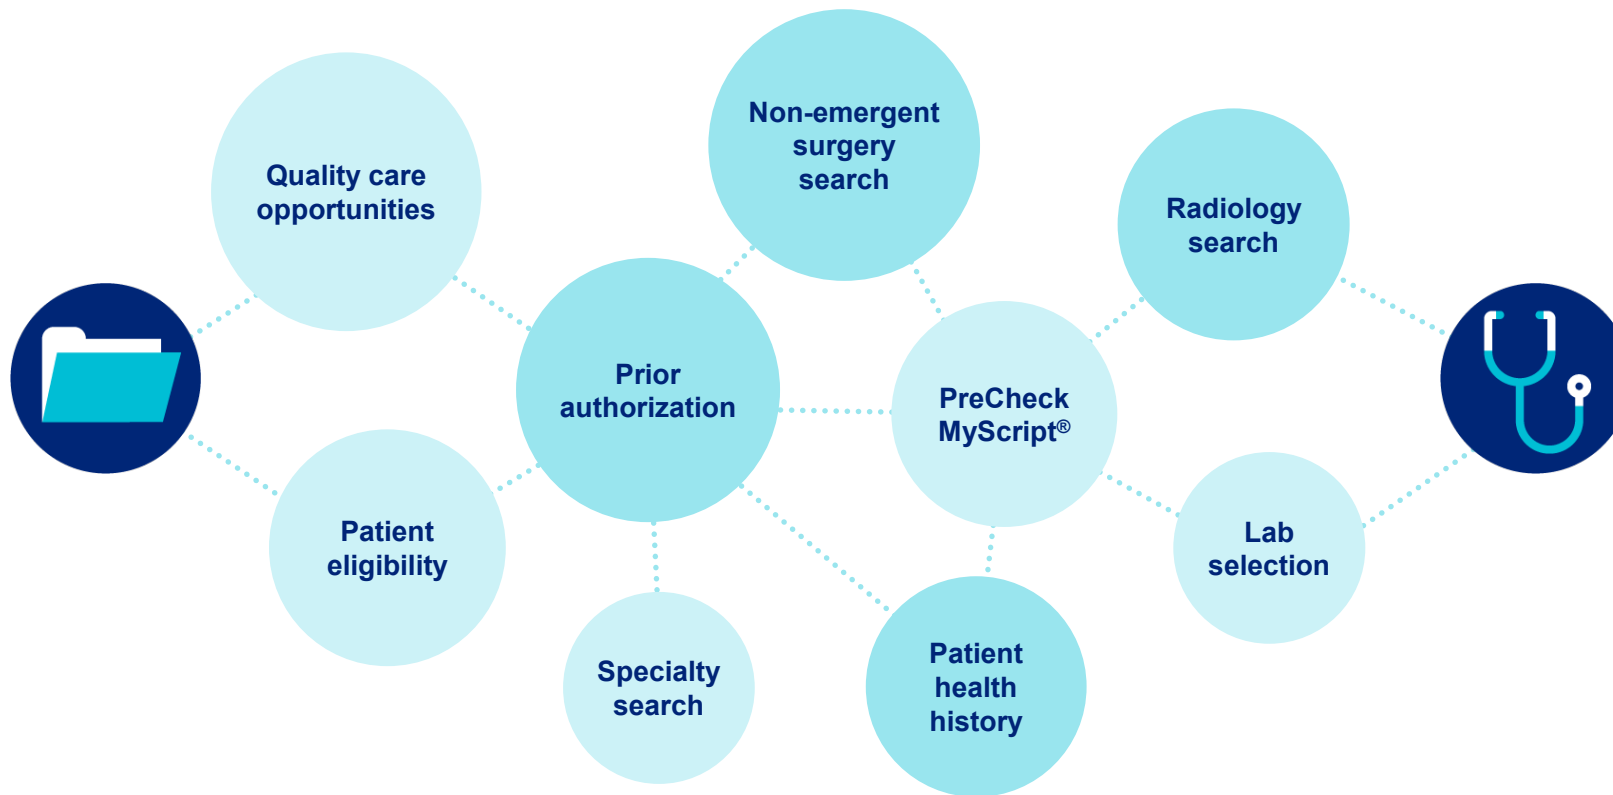 Quality care
opportunities
Non-emergent
surgery
search
Radiology
search
Prior
authorization
PreCheck
MyScript®
Patient
eligibility
Lab
selection
Specialty
search
Patient
health
history